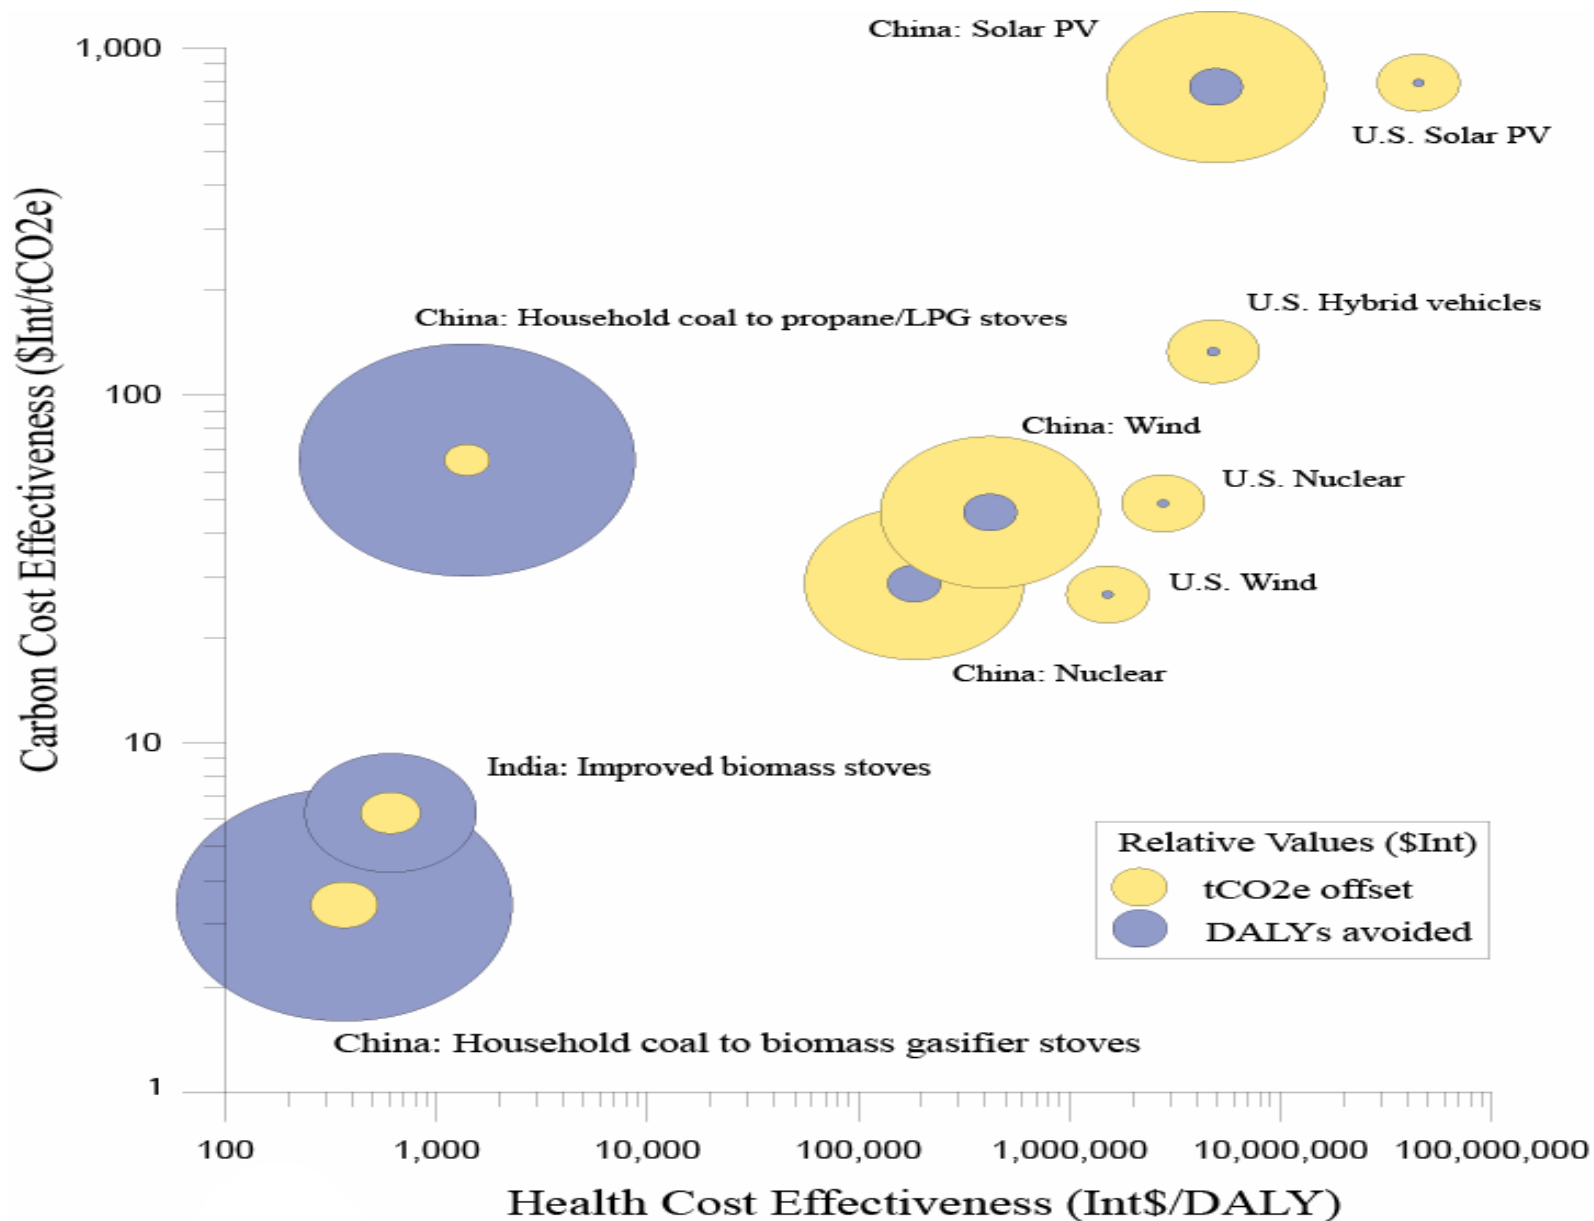 China: Solar PV
1,000
U.S. Solar PV
U.S. Hybrid vehicles
China: Household coal to propane/LPG stoves
100
China: Wind
U.S. Nuclear
U.S. Wind
China: Nuclear
Carbon Cost Effectiveness ($Int/tCO2e)
10
India: Improved biomass stoves
Relative Values ($Int)
tCO2e offset
DALYs avoided
China: Household coal to biomass gasifier stoves
1
100 1,000 10,000 100,000 1,000,000 10,000,000 100,000,000
Health Cost Effectiveness (Int$/DALY)